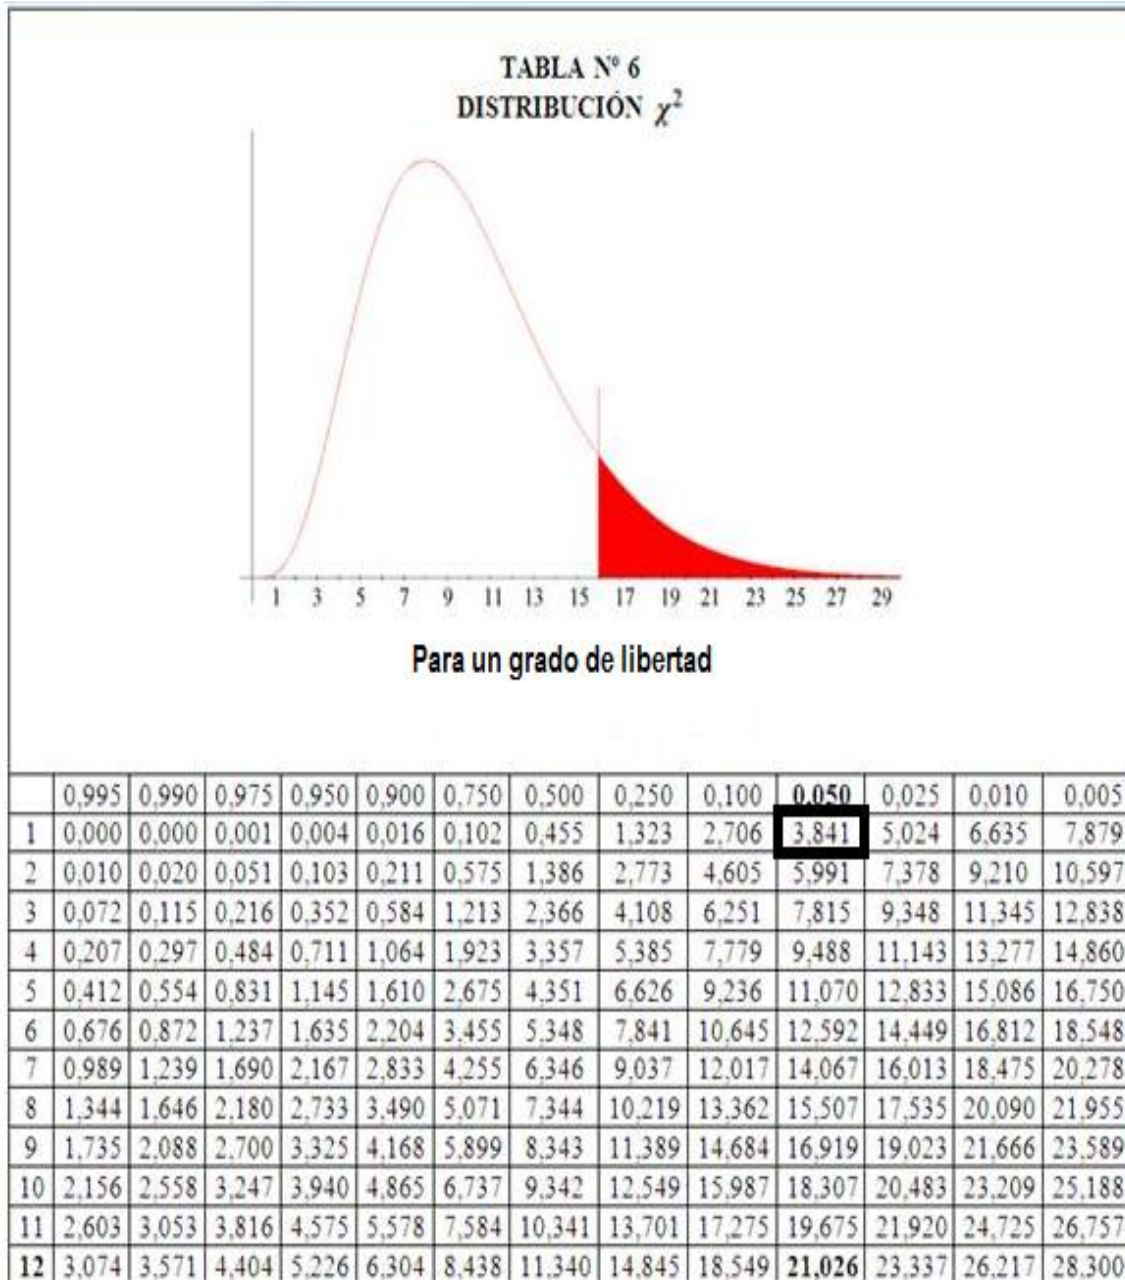 TABLA Nº 6
DISTRIBUCIÓN χ²
1 3 5 7 9 11 13 15 17 19 21 23 25 27 29
Para un grado de libertad
0,995 0,990 0,975 0,950 0,900 0,750 0,500 0,250 0,100 0,050 0,025 0,010 0,005
1 0,000 0,000 0,001 0,004 0,016 0,102 0,455 1,323 2,706 3,841 5,024 6,635 7,879
2 0,010 0,020 0,051 0,103 0,211 0,575 1,386 2,773 4,605 5,991 7,378 9,210 10,597
3 0,072 0,115 0,216 0,352 0,584 1,213 2,366 4,108 6,251 7,815 9,348 11,345 12,838
4 0,207 0,297 0,484 0,711 1,064 1,923 3,357 5,385 7,779 9,488 11,143 13,277 14,860
5 0,412 0,554 0,831 1,145 1,610 2,675 4,351 6,626 9,236 11,070 12,833 15,086 16,750
6 0,676 0,872 1,237 1,635 2,204 3,455 5,348 7,841 10,645 12,592 14,449 16,812 18,548
7 0,989 1,239 1,690 2,167 2,833 4,255 6,346 9,037 12,017 14,067 16,013 18,475 20,278
8 1,344 1,646 2,180 2,733 3,490 5,071 7,344 10,219 13,362 15,507 17,535 20,090 21,955
9 1,735 2,088 2,700 3,325 4,168 5,899 8,343 11,389 14,684 16,919 19,023 21,666 23,589
10 2,156 2,558 3,247 3,940 4,865 6,737 9,342 12,549 15,987 18,307 20,483 23,209 25,188
11 2,603 3,053 3,816 4,575 5,578 7,584 10,341 13,701 17,275 19,675 21,920 24,725 26,757
12 3,074 3,571 4,404 5,226 6,304 8,438 11,340 14,845 18,549 21,026 23,337 26,217 28,300